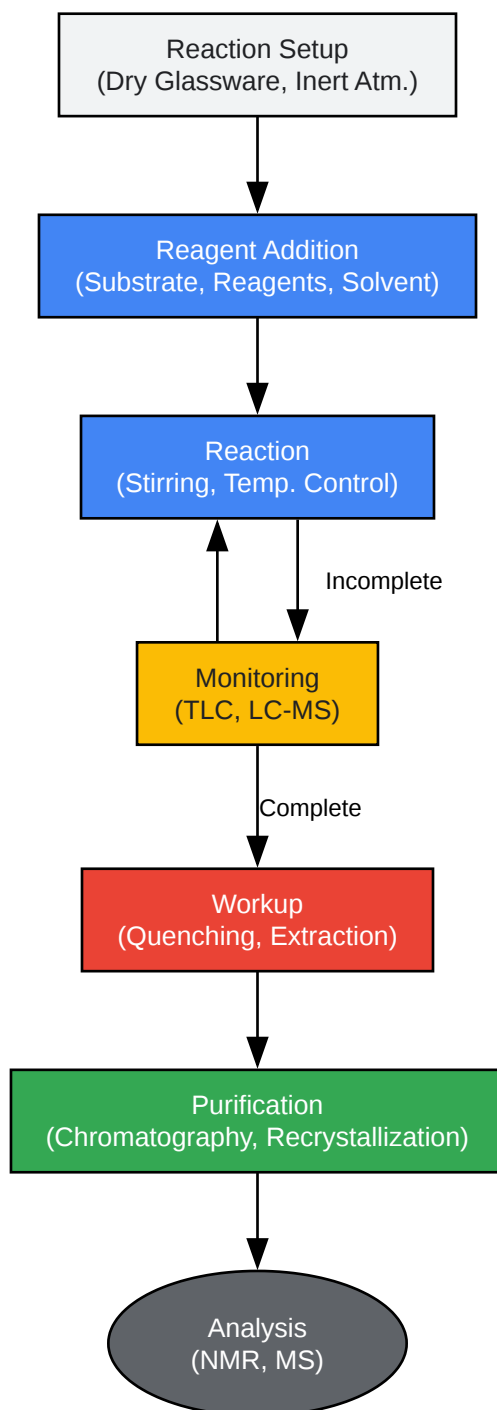 Reaction Setup
(Dry Glassware, Inert Atm.)
Reagent Addition
(Substrate, Reagents, Solvent)
Reaction
(Stirring, Temp. Control)
Incomplete
Monitoring
(TLC, LC-MS)
Complete
Workup
(Quenching, Extraction)
Purification
(Chromatography, Recrystallization)
Analysis
(NMR, MS)